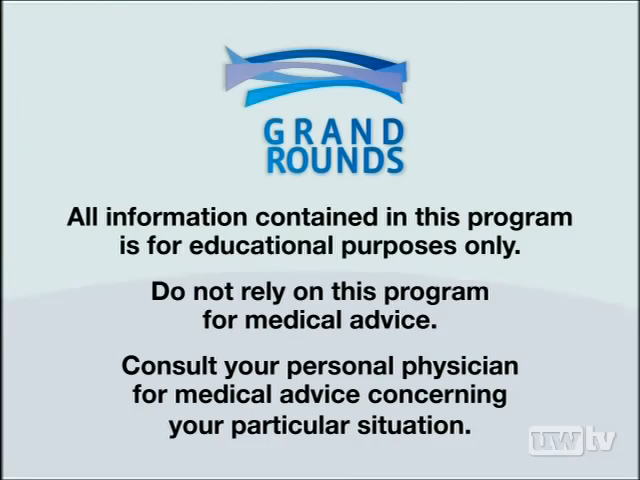 GRAND
ROUNDS
All information contained in this program
is for educational purposes only.
Do not rely on this program
for medical advice.
Consult your personal physician
for medical advice concerning
your particular situation.
uwtv